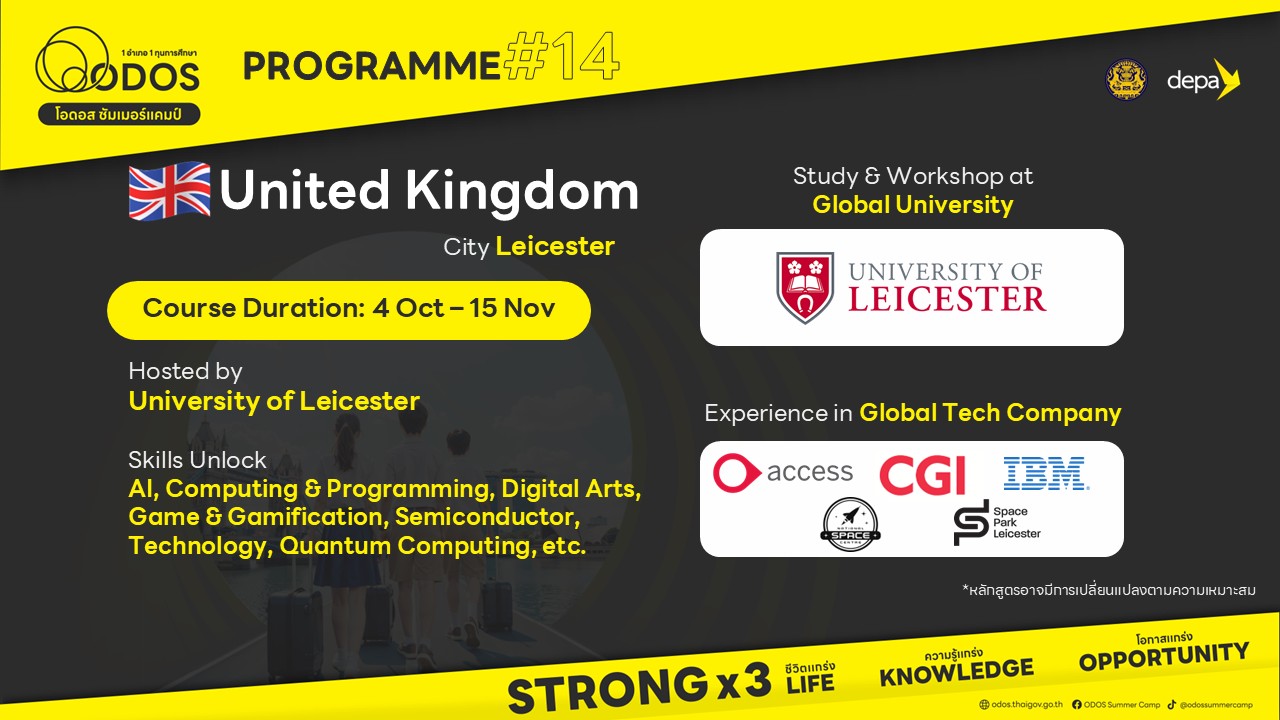 1 อำเภอ 1 ทุนการศึกษา
ODOS
โอดอส ซัมเมอร์แคมป์
PROGRAMME #14
depa
United Kingdom
City Leicester
Course Duration: 4 Oct – 15 Nov
Hosted by
University of Leicester
Skills Unlock
AI, Computing & Programming, Digital Arts,
Game & Gamification, Semiconductor,
Technology, Quantum Computing, etc.
Study & Workshop at
Global University
UNIVERSITY OF
LEICESTER
Experience in Global Tech Company
access
CGI
IBM
NATIONAL
SPACE
CENTRE
Space
Park
Leicester
*หลักสูตรอาจมีการเปลี่ยนแปลงตามความเหมาะสม
STRONG x 3
ชีวิตแกร่ง
LIFE
ความรู้แกร่ง
KNOWLEDGE
โอกาสแกร่ง
OPPORTUNITY
odos.thaigov.go.th ODOS Summer Camp @odossummercamp